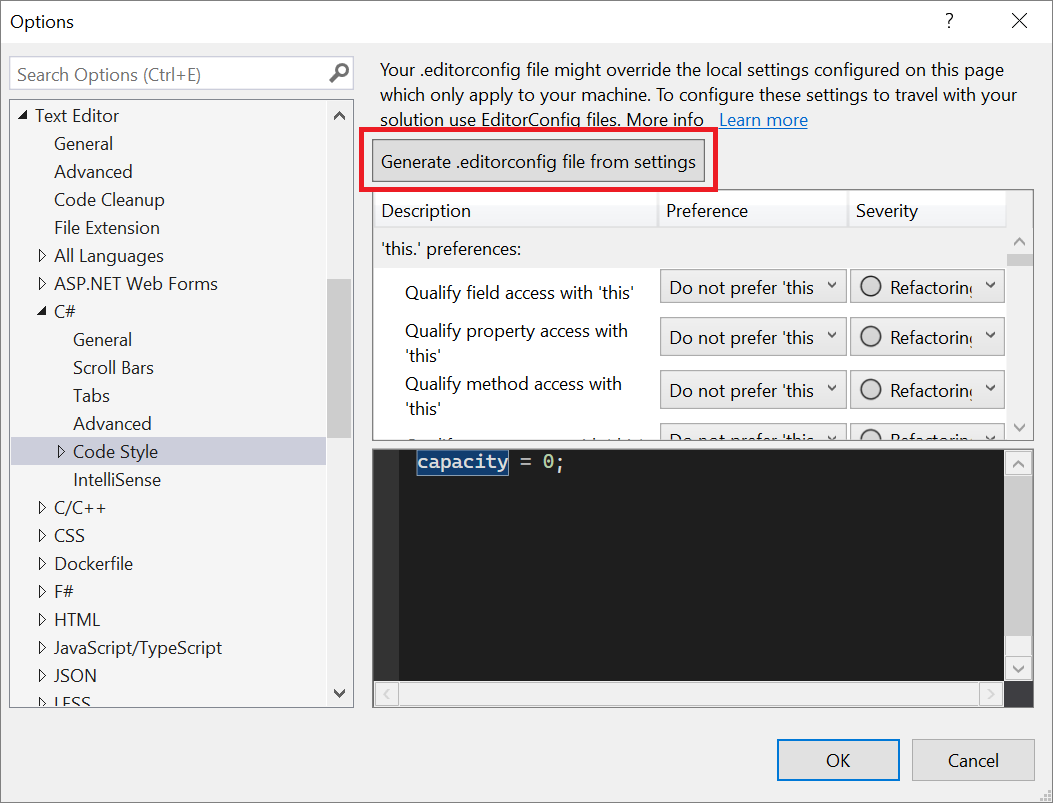 Options
?
Search Options (Ctrl+E)
Text Editor
General
Advanced
Code Cleanup
File Extension
All Languages
ASP.NET Web Forms
C#
General
Scroll Bars
Tabs
Advanced
Code Style
IntelliSense
C/C++
CSS
Dockerfile
F#
HTML
JavaScript/TypeScript
JSON
LESS
Your .editorconfig file might override the local settings configured on this page
which only apply to your machine. To configure these settings to travel with your
solution use EditorConfig files. More info Learn more
Generate .editorconfig file from settings
Description Preference Severity
'this.' preferences:
Qualify field access with 'this' Do not prefer 'this Refactoring
Qualify property access with
'this' Do not prefer 'this Refactoring
Qualify method access with
'this' Do not prefer 'this Refactoring
Do not prefer 'this Refactoring
capacity = 0;
OK Cancel